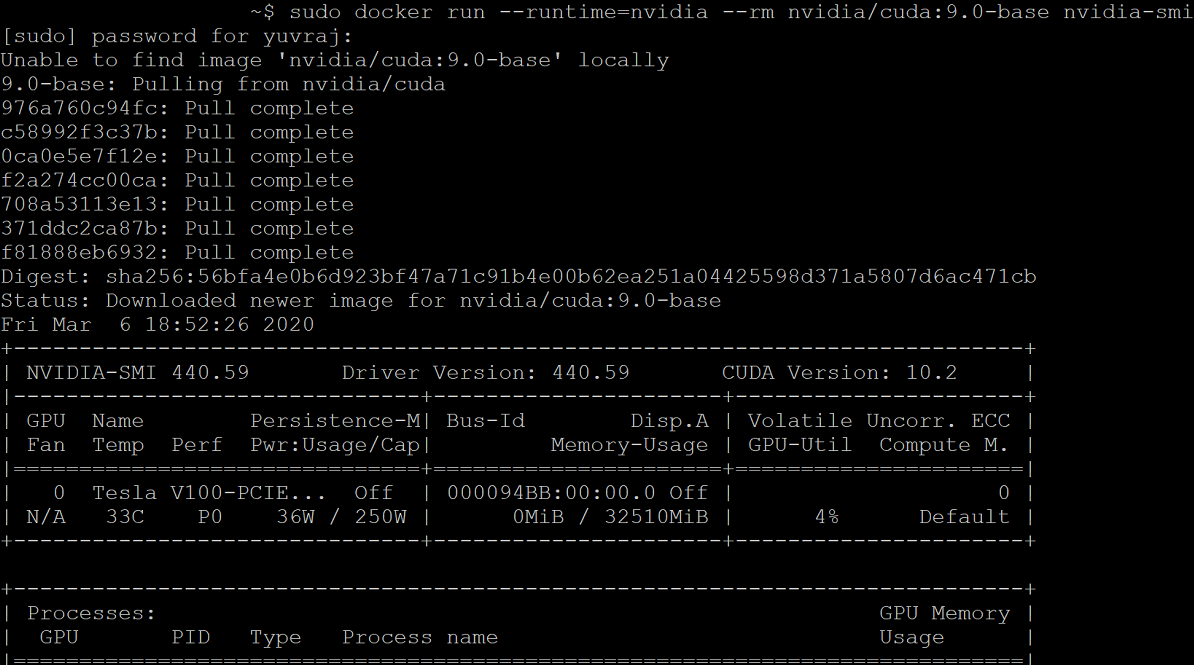 ~$ sudo docker run --runtime=nvidia --rm nvidia/cuda:9.0-base nvidia-smi
[sudo] password for yuvraj:
Unable to find image 'nvidia/cuda:9.0-base' locally
9.0-base: Pulling from nvidia/cuda
976a760c94fc: Pull complete
c58992f3c37b: Pull complete
0ca0e5e7f12e: Pull complete
f2a274cc00ca: Pull complete
708a53113e13: Pull complete
371ddc2ca87b: Pull complete
f81888eb6932: Pull complete
Digest: sha256:56bfa4e0b6d923bf47a71c91b4e00b62ea251a04425598d371a5807d6ac471cb
Status: Downloaded newer image for nvidia/cuda:9.0-base
Fri Mar  6 18:52:26 2020
+-----------------------------------------------------------------------------+
| NVIDIA-SMI 440.59       Driver Version: 440.59       CUDA Version: 10.2     |
|-------------------------------+----------------------+----------------------+
| GPU  Name        Persistence-M| Bus-Id        Disp.A | Volatile Uncorr. ECC |
| Fan  Temp  Perf  Pwr:Usage/Cap|         Memory-Usage | GPU-Util  Compute M. |
|===============================+======================+======================|
|   0  Tesla V100-PCIE...  Off  | 000094BB:00:00.0 Off |                    0 |
| N/A   33C    P0    36W / 250W |      0MiB / 32510MiB |      4%      Default |
+-------------------------------+----------------------+----------------------+
+-----------------------------------------------------------------------------+
| Processes:                                                       GPU Memory |
|  GPU       PID   Type   Process name                             Usage      |
|=============================================================================|